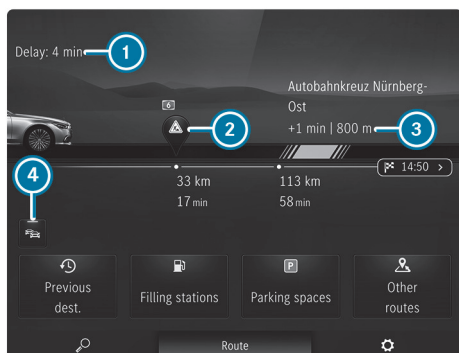 Delay: 4 min
1
Autobahnkreuz Nürnberg-
Ost
6
2
+1 min | 800 m
3
14:50 >
4
33 km
113 km
17 min
58 min
P
Previous
dest.
Filling stations
Parking spaces
Other
routes
Route